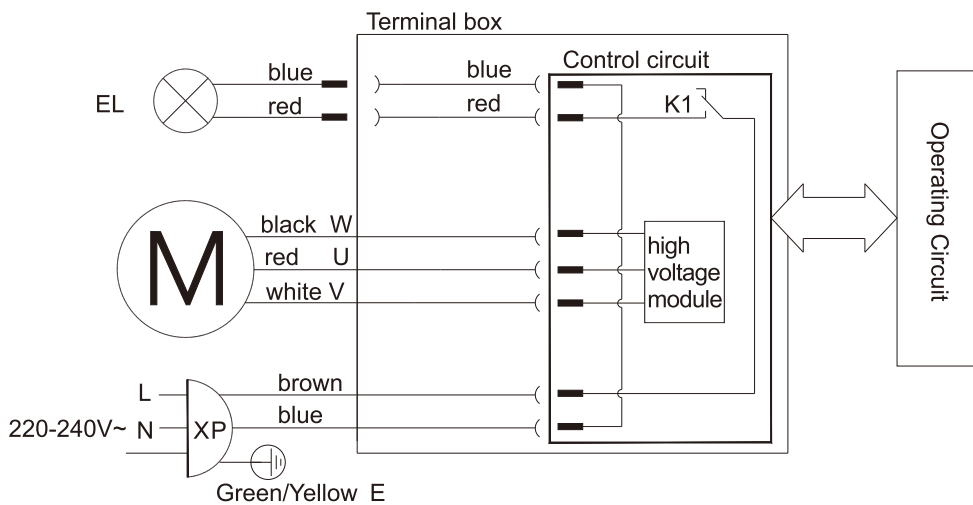 Terminal box
Control circuit
EL
blue
red
blue
red
K1
M
black W
red U
white V
high
voltage
module
Operating Circuit
L
brown
220-240V~ N
XP
blue
Green/Yellow E